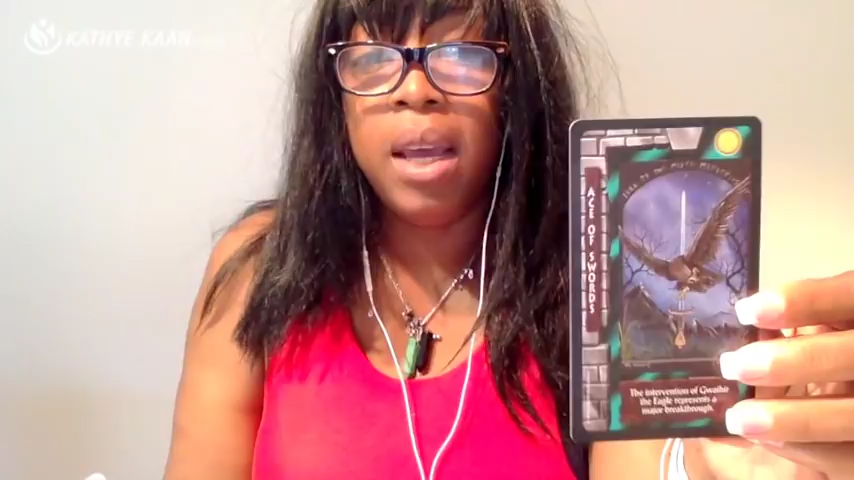 KATHYE KAAN
ACE OF SWORDS
The intervention of Gwaihir
the Eagle represents a
major breakthrough.